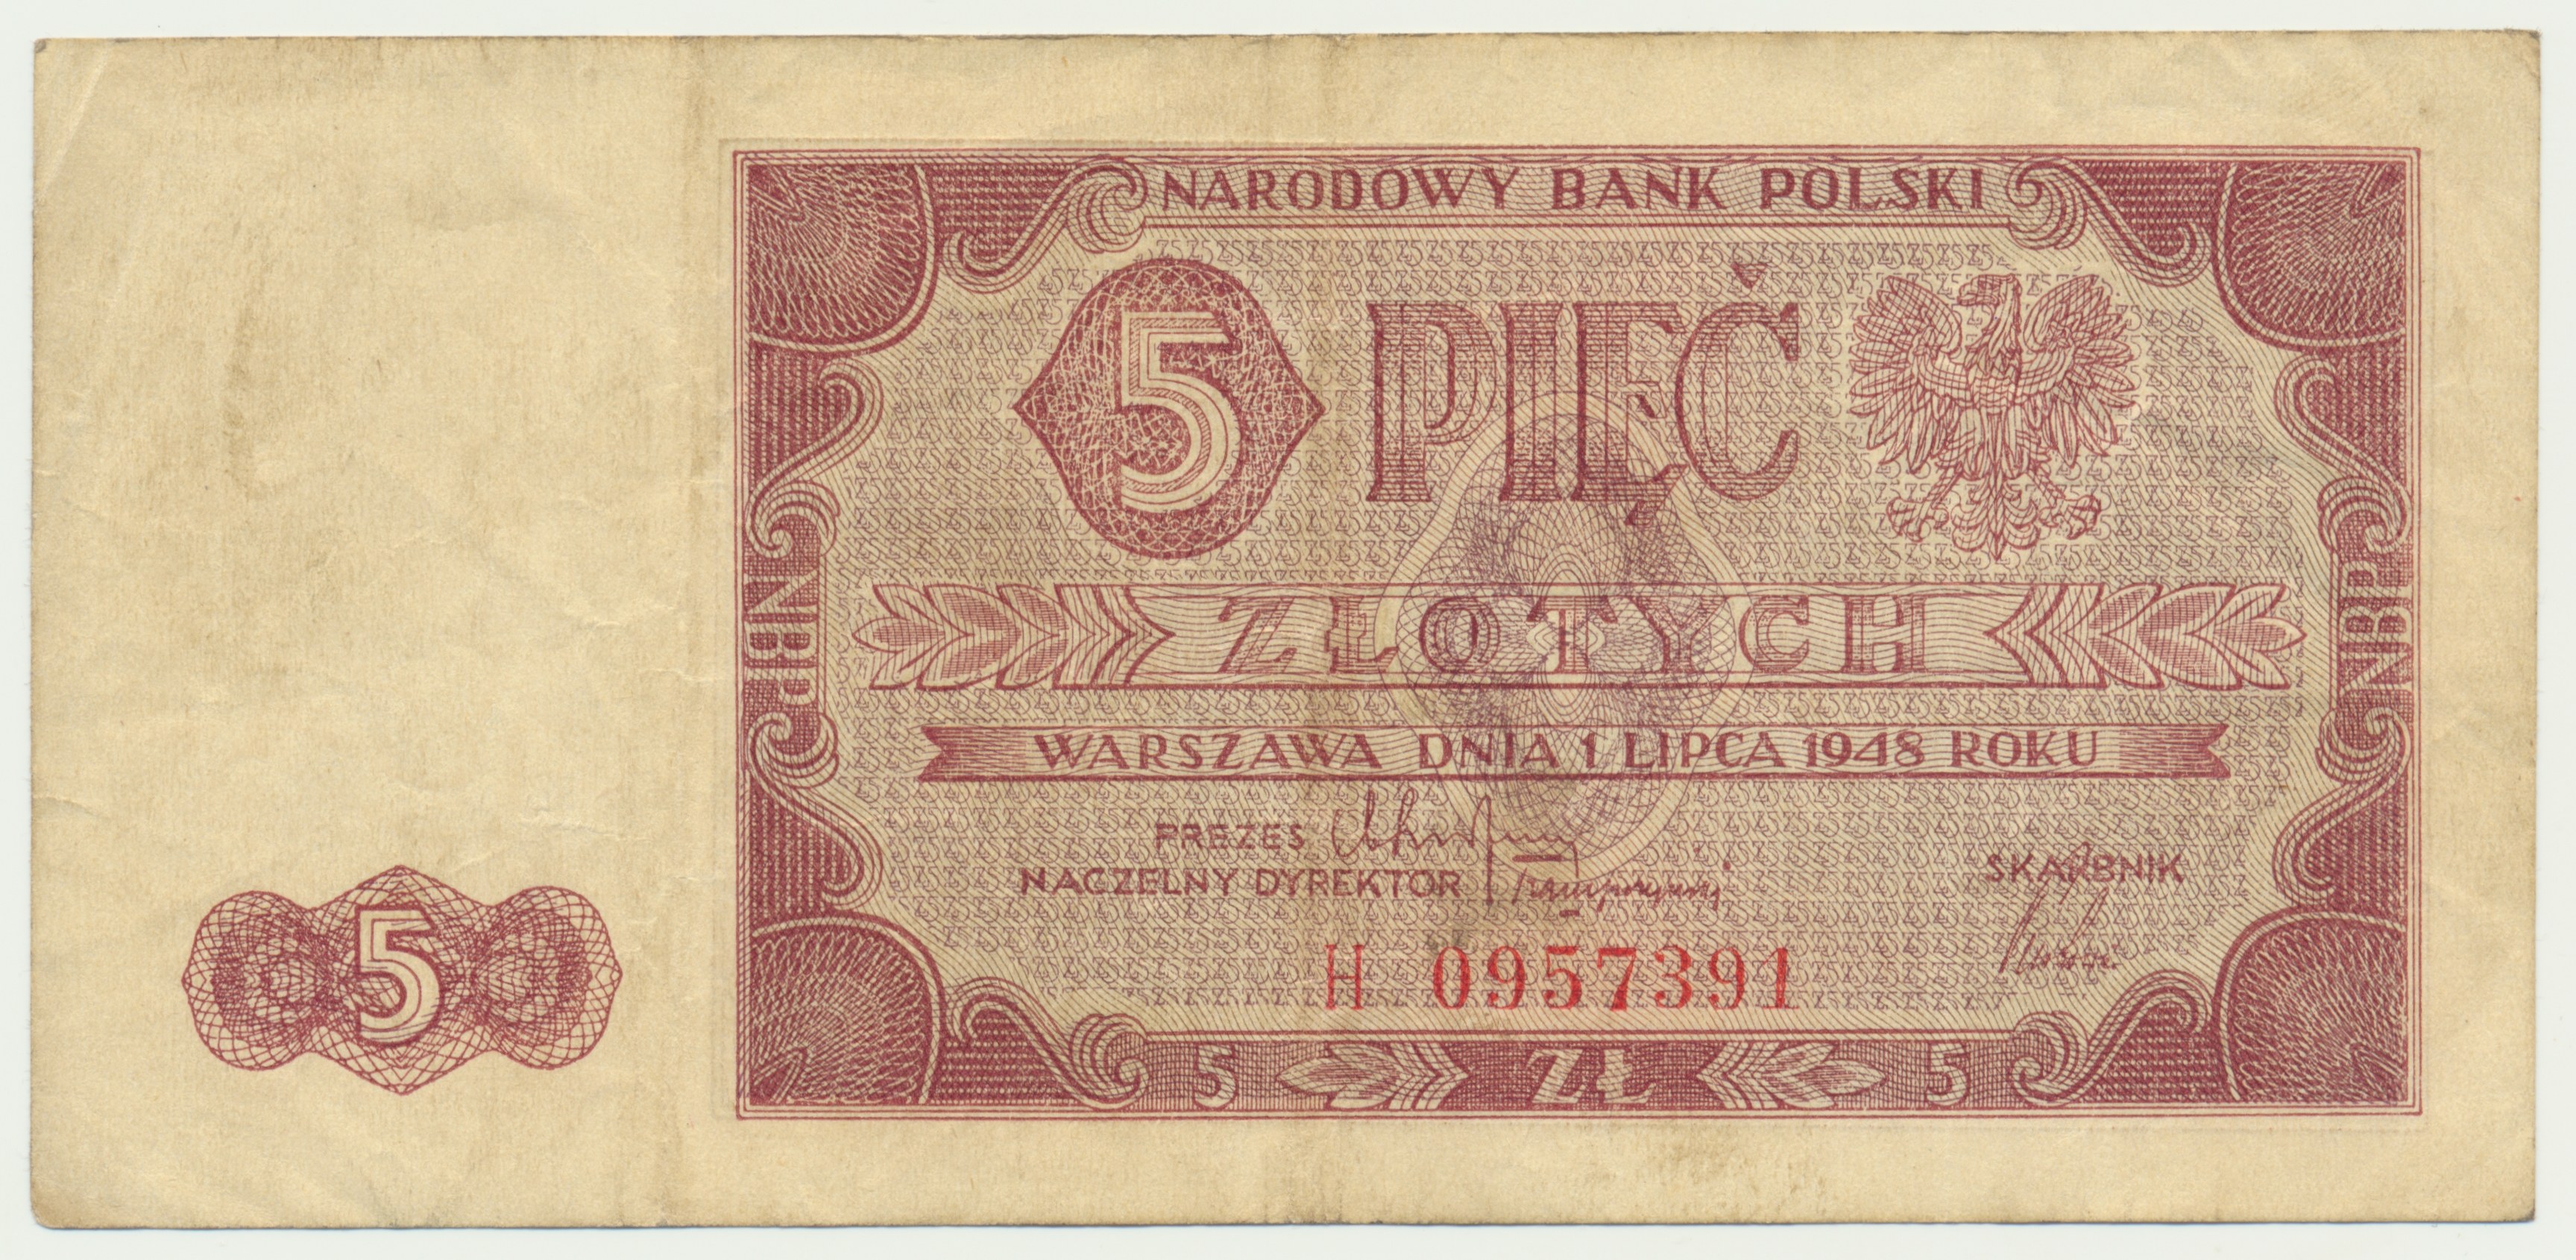 NARODOWY BANK POLSKI
5 PIĘĆ
ZŁOTYCH
NBP
NBP
WARSZAWA DNIA 1 LIPCA 1948 ROKU
PREZES
NACZELNY DYREKTOR
SKARBNIK
H 0957391
5
5 ZŁ 5